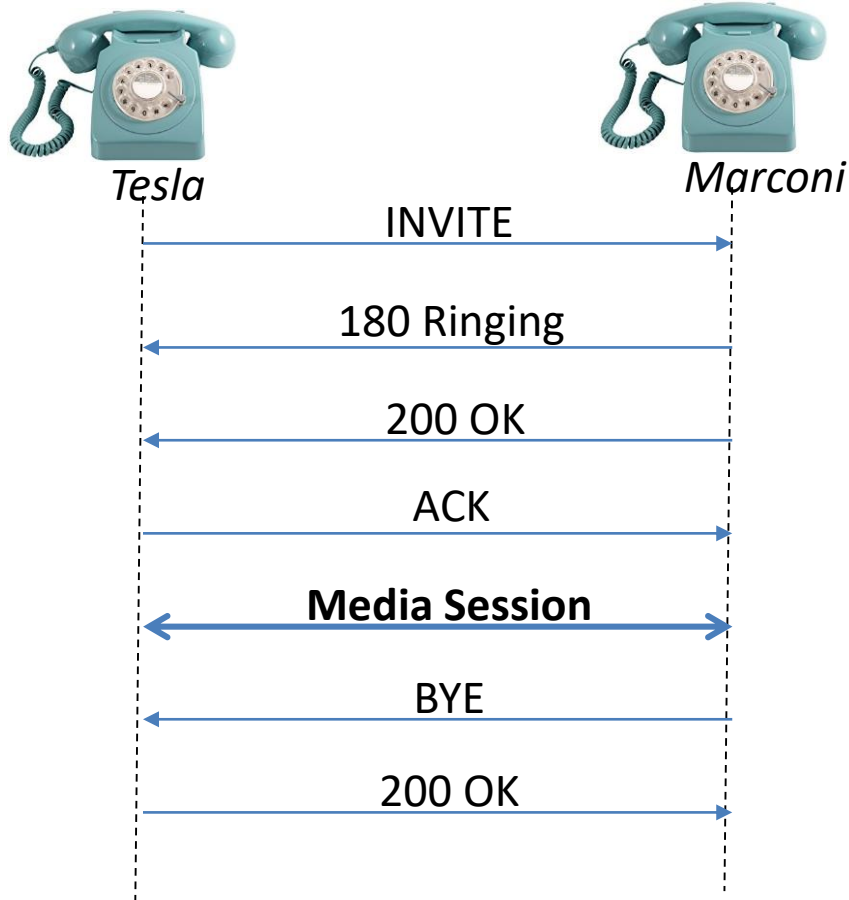 Tesla
Marconi
INVITE
180 Ringing
200 OK
ACK
Media Session
BYE
200 OK